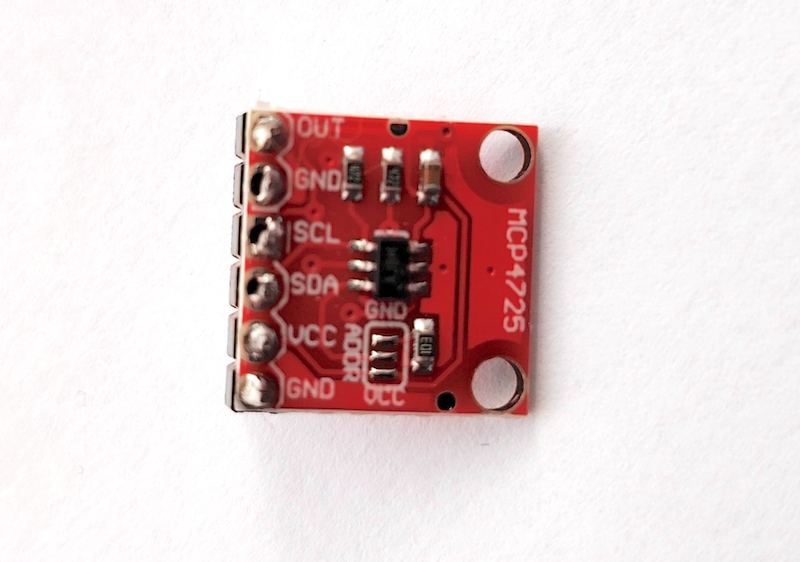 OUT
GND
SCL
SDA
VCC
GND
MCP4725
GND
ADDR
VCC